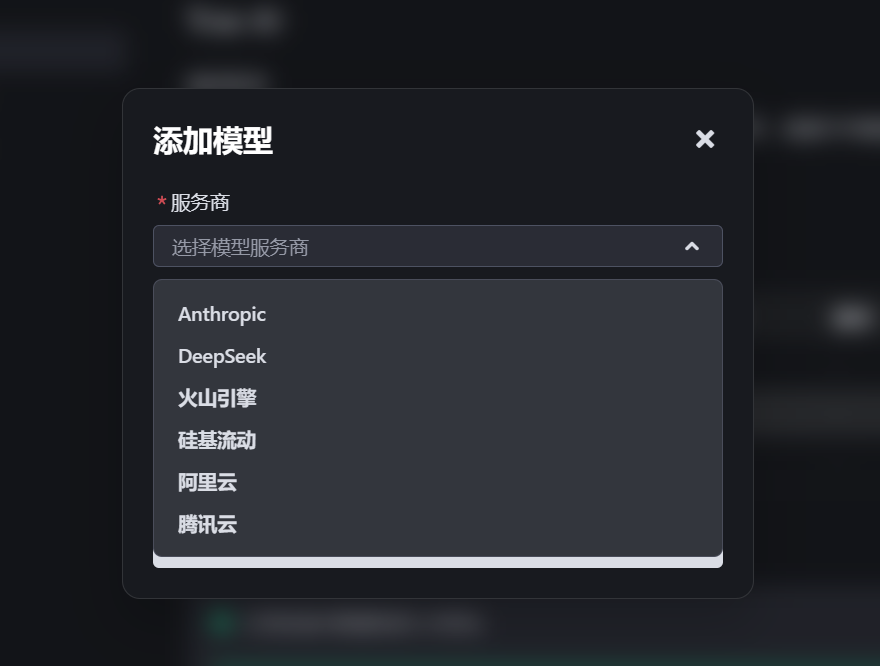 添加模型
* 服务商
选择模型服务商
Anthropic
DeepSeek
火山引擎
硅基流动
阿里云
腾讯云